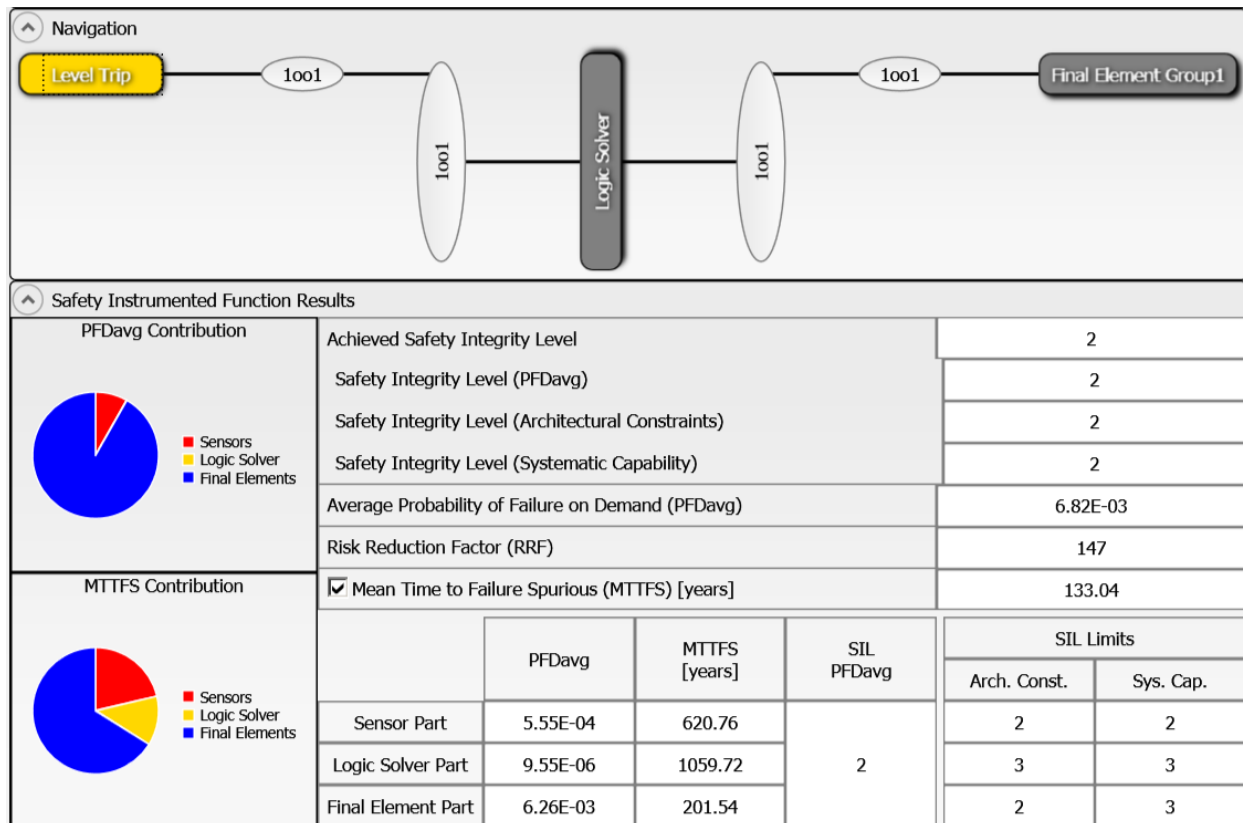 Navigation
Level Trip
1oo1
1oo1
Logic Solver
1oo1
1oo1
Final Element Group1
Safety Instrumented Function Results
PFDavg Contribution
Sensors
Logic Solver
Final Elements
MTTFS Contribution
Sensors
Logic Solver
Final Elements
Achieved Safety Integrity Level 2
Safety Integrity Level (PFDavg) 2
Safety Integrity Level (Architectural Constraints) 2
Safety Integrity Level (Systematic Capability) 2
Average Probability of Failure on Demand (PFDavg) 6.82E-03
Risk Reduction Factor (RRF) 147
Mean Time to Failure Spurious (MTTFS) [years] 133.04
PFDavg MTTFS [years] SIL PFDavg SIL Limits
Arch. Const. Sys. Cap.
Sensor Part 5.55E-04 620.76 2 2
Logic Solver Part 9.55E-06 1059.72 2 3 3
Final Element Part 6.26E-03 201.54 2 3